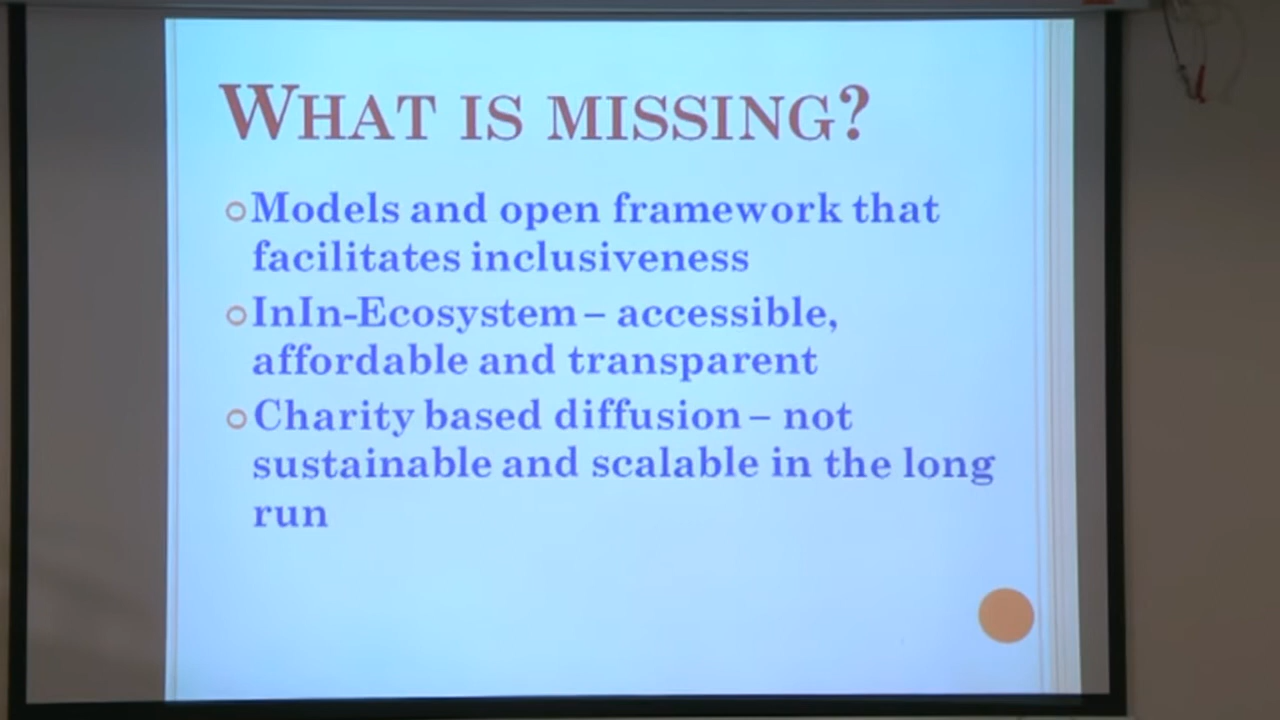 WHAT IS MISSING?
Models and open framework that
facilitates inclusiveness
InIn-Ecosystem – accessible,
affordable and transparent
Charity based diffusion – not
sustainable and scalable in the long
run